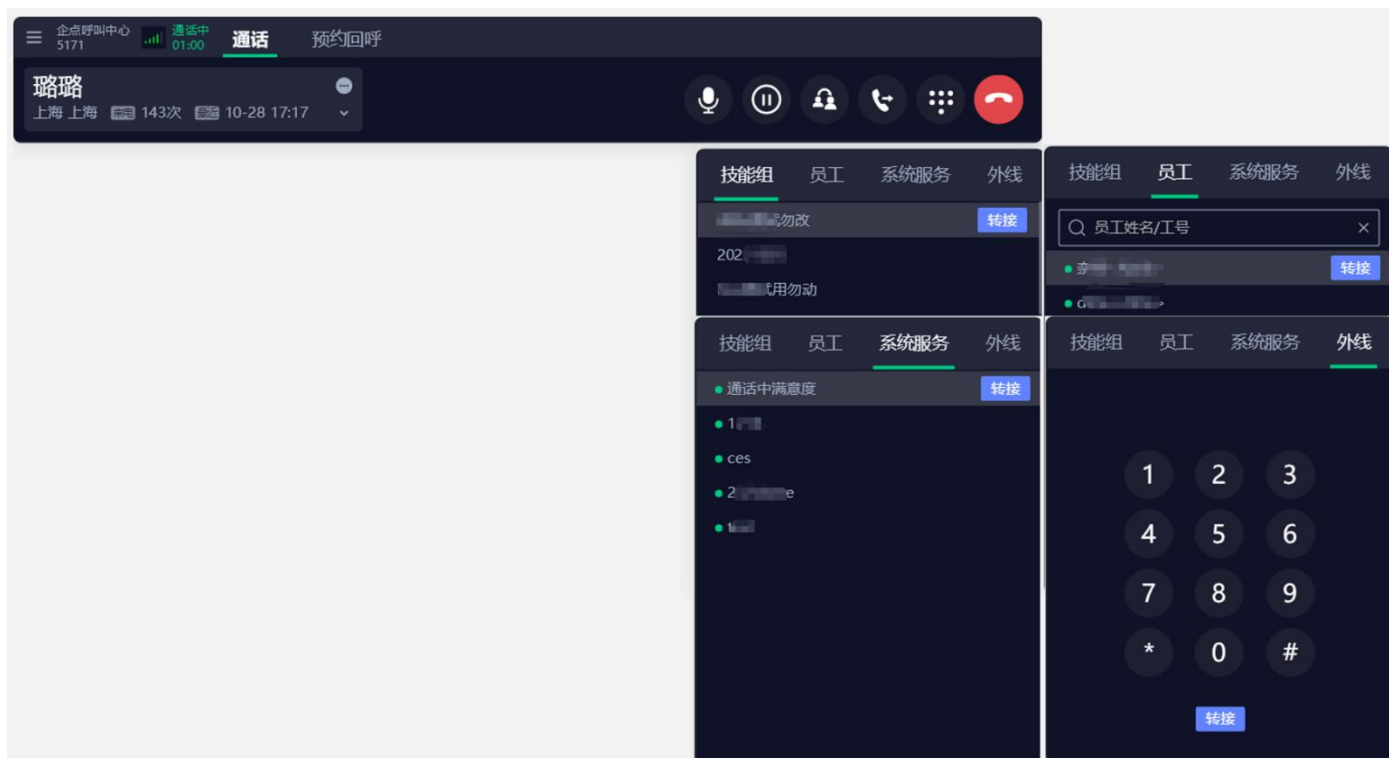 企点呼叫中心
5171
通话中
01:00
通话
预约回呼
璐璐
上海 上海
143次
10-28 17:17
技能组 员工 系统服务 外线
勿改
转接
202
用勿动
技能组 员工 系统服务 外线
员工姓名/工号
转接
技能组 员工 系统服务 外线
通话中满意度
转接
1
ces
2 e
技能组 员工 系统服务 外线
1 2 3
4 5 6
7 8 9
* 0 #
转接